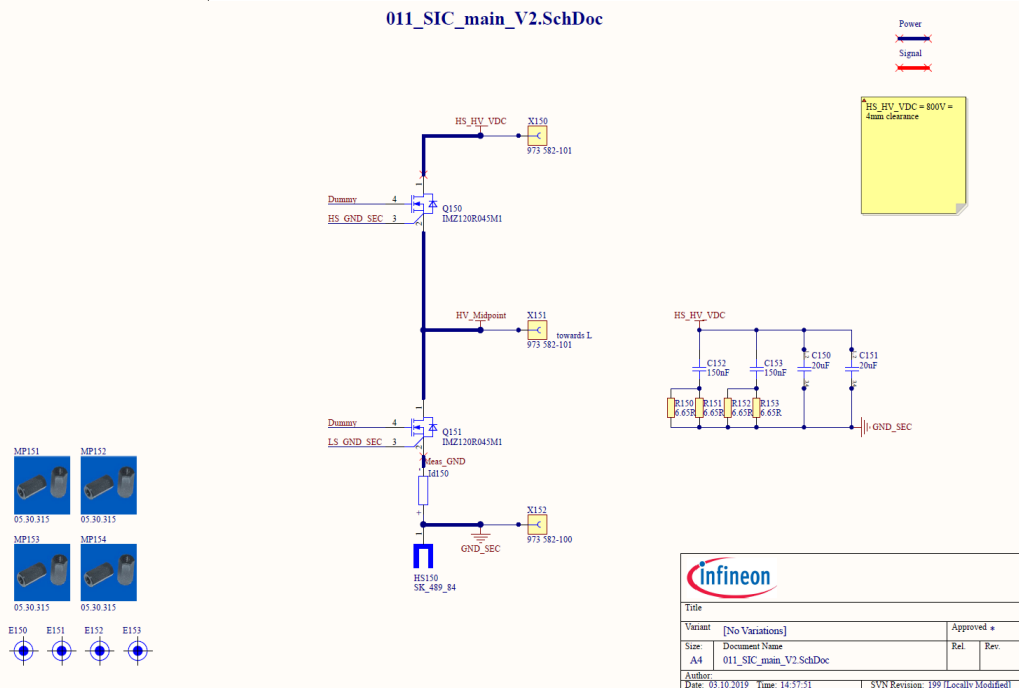 011_SIC_main_V2.SchDoc
Power
Signal
HS_HV_VDC = 800V =
4mm clearance
HS_HV_VDC
X150
973 582-101
1
Dummy 4
HS_GND_SEC 3
2
Q150
IMZ120R045M1
HV_Midpoint
X151
towards L
973 582-101
1
Dummy 4
LS_GND_SEC 3
2
Q151
IMZ120R045M1
Meas_GND
-
Id150
+
X152
973 582-100
1
GND_SEC
HS150
SK_489_84
HS_HV_VDC
C152
150nF
C153
150nF
C150
20uF
C151
20uF
R150
6.65R
R151
6.65R
R152
6.65R
R153
6.65R
GND_SEC
MP151
MP152
05.30.315
05.30.315
MP153
MP154
05.30.315
05.30.315
E150 E151 E152 E153
infineon
Title
Variant [No Variations]
Approved *
Size: Document Name Rel. Rev.
A4 011_SIC_main_V2.SchDoc
Author:
Date: 03.10.2019 Time: 14:57:51 SVN Revision: 199 [Locally Modified]